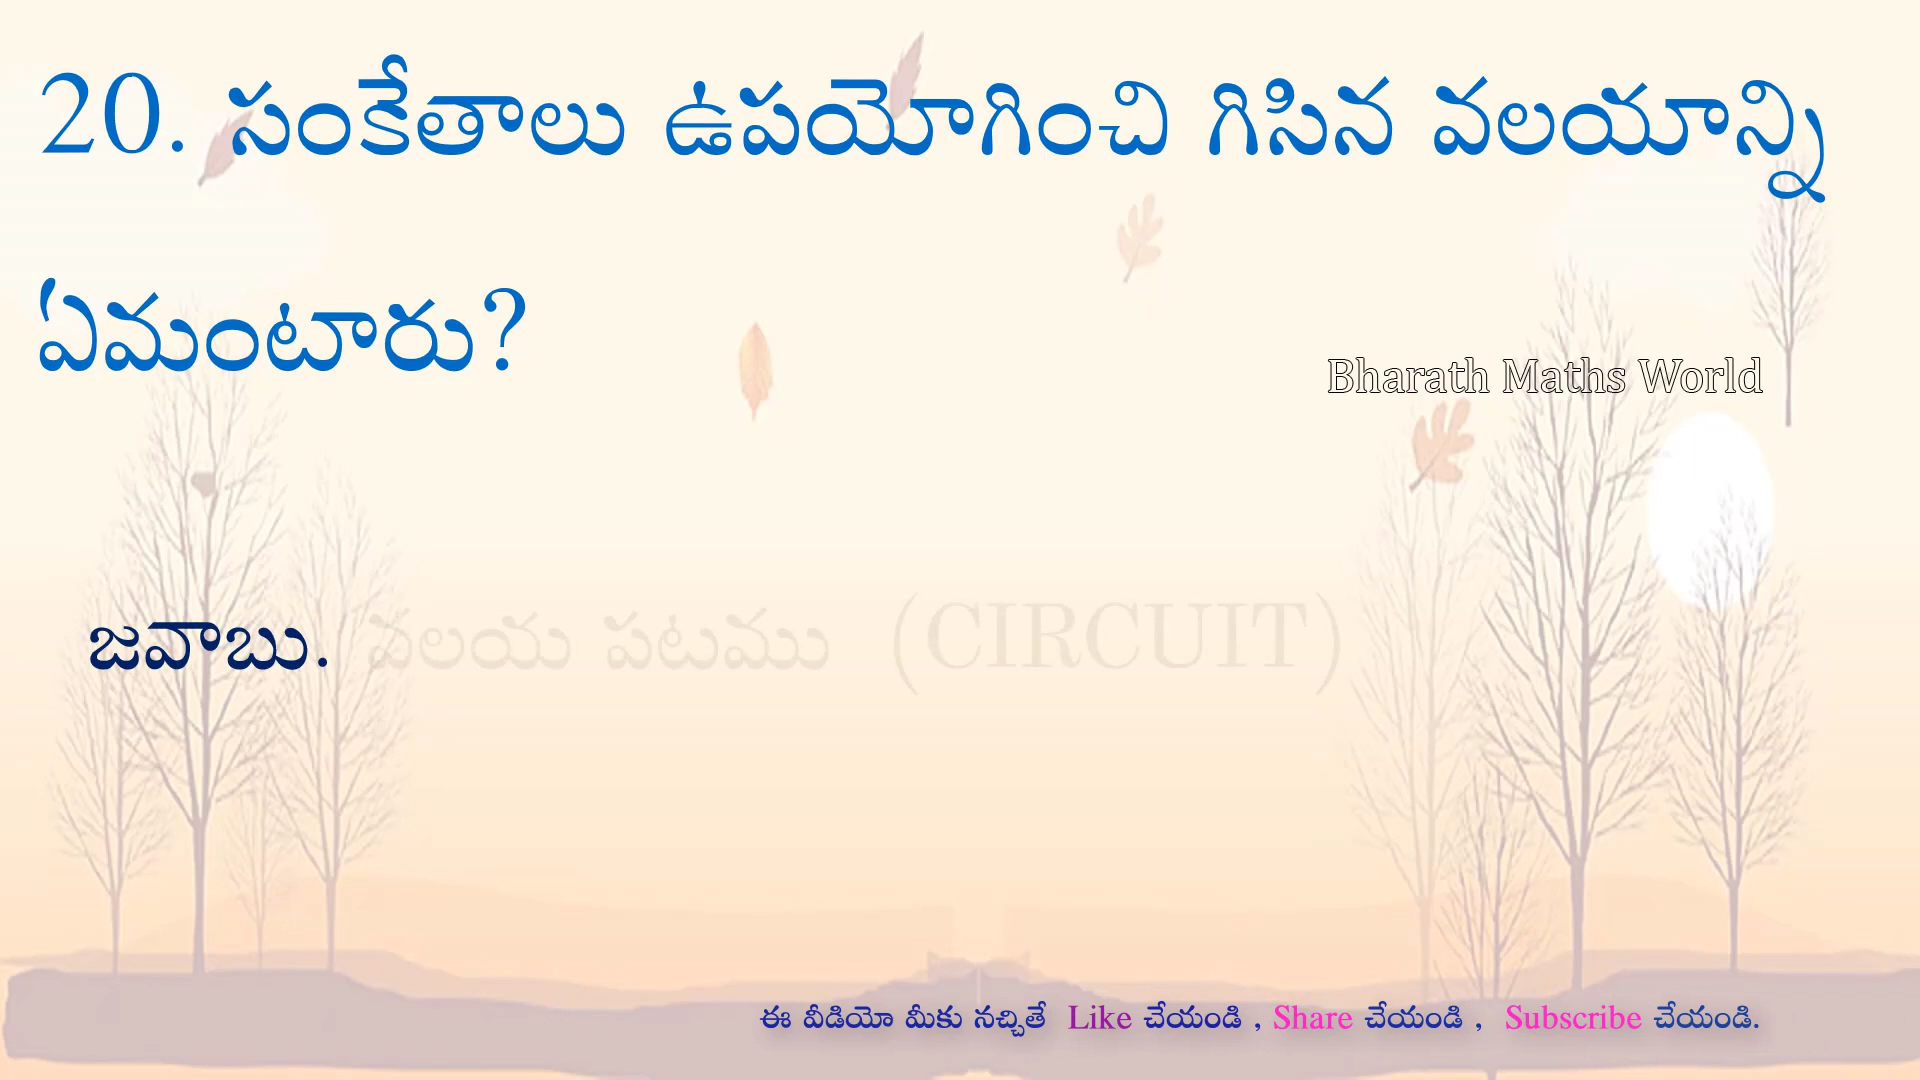 20. సంకేతాలు ఉపయోగించి గిసిన వలయాన్ని
ఏమంటారు?
Bharath Maths World
జవాబు. వలయ పటము (CIRCUIT)
ఈ వీడియో మీకు నచ్చితే Like చేయండి , Share చేయండి , Subscribe చేయండి.